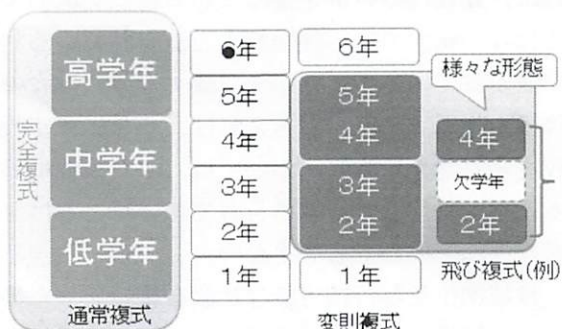 完全複式
高学年
中学年
低学年
通常複式
6年
5年
4年
3年
2年
1年
6年
5年
4年
3年
2年
1年
変則複式
様々な形態
4年
欠学年
2年
飛び複式(例)